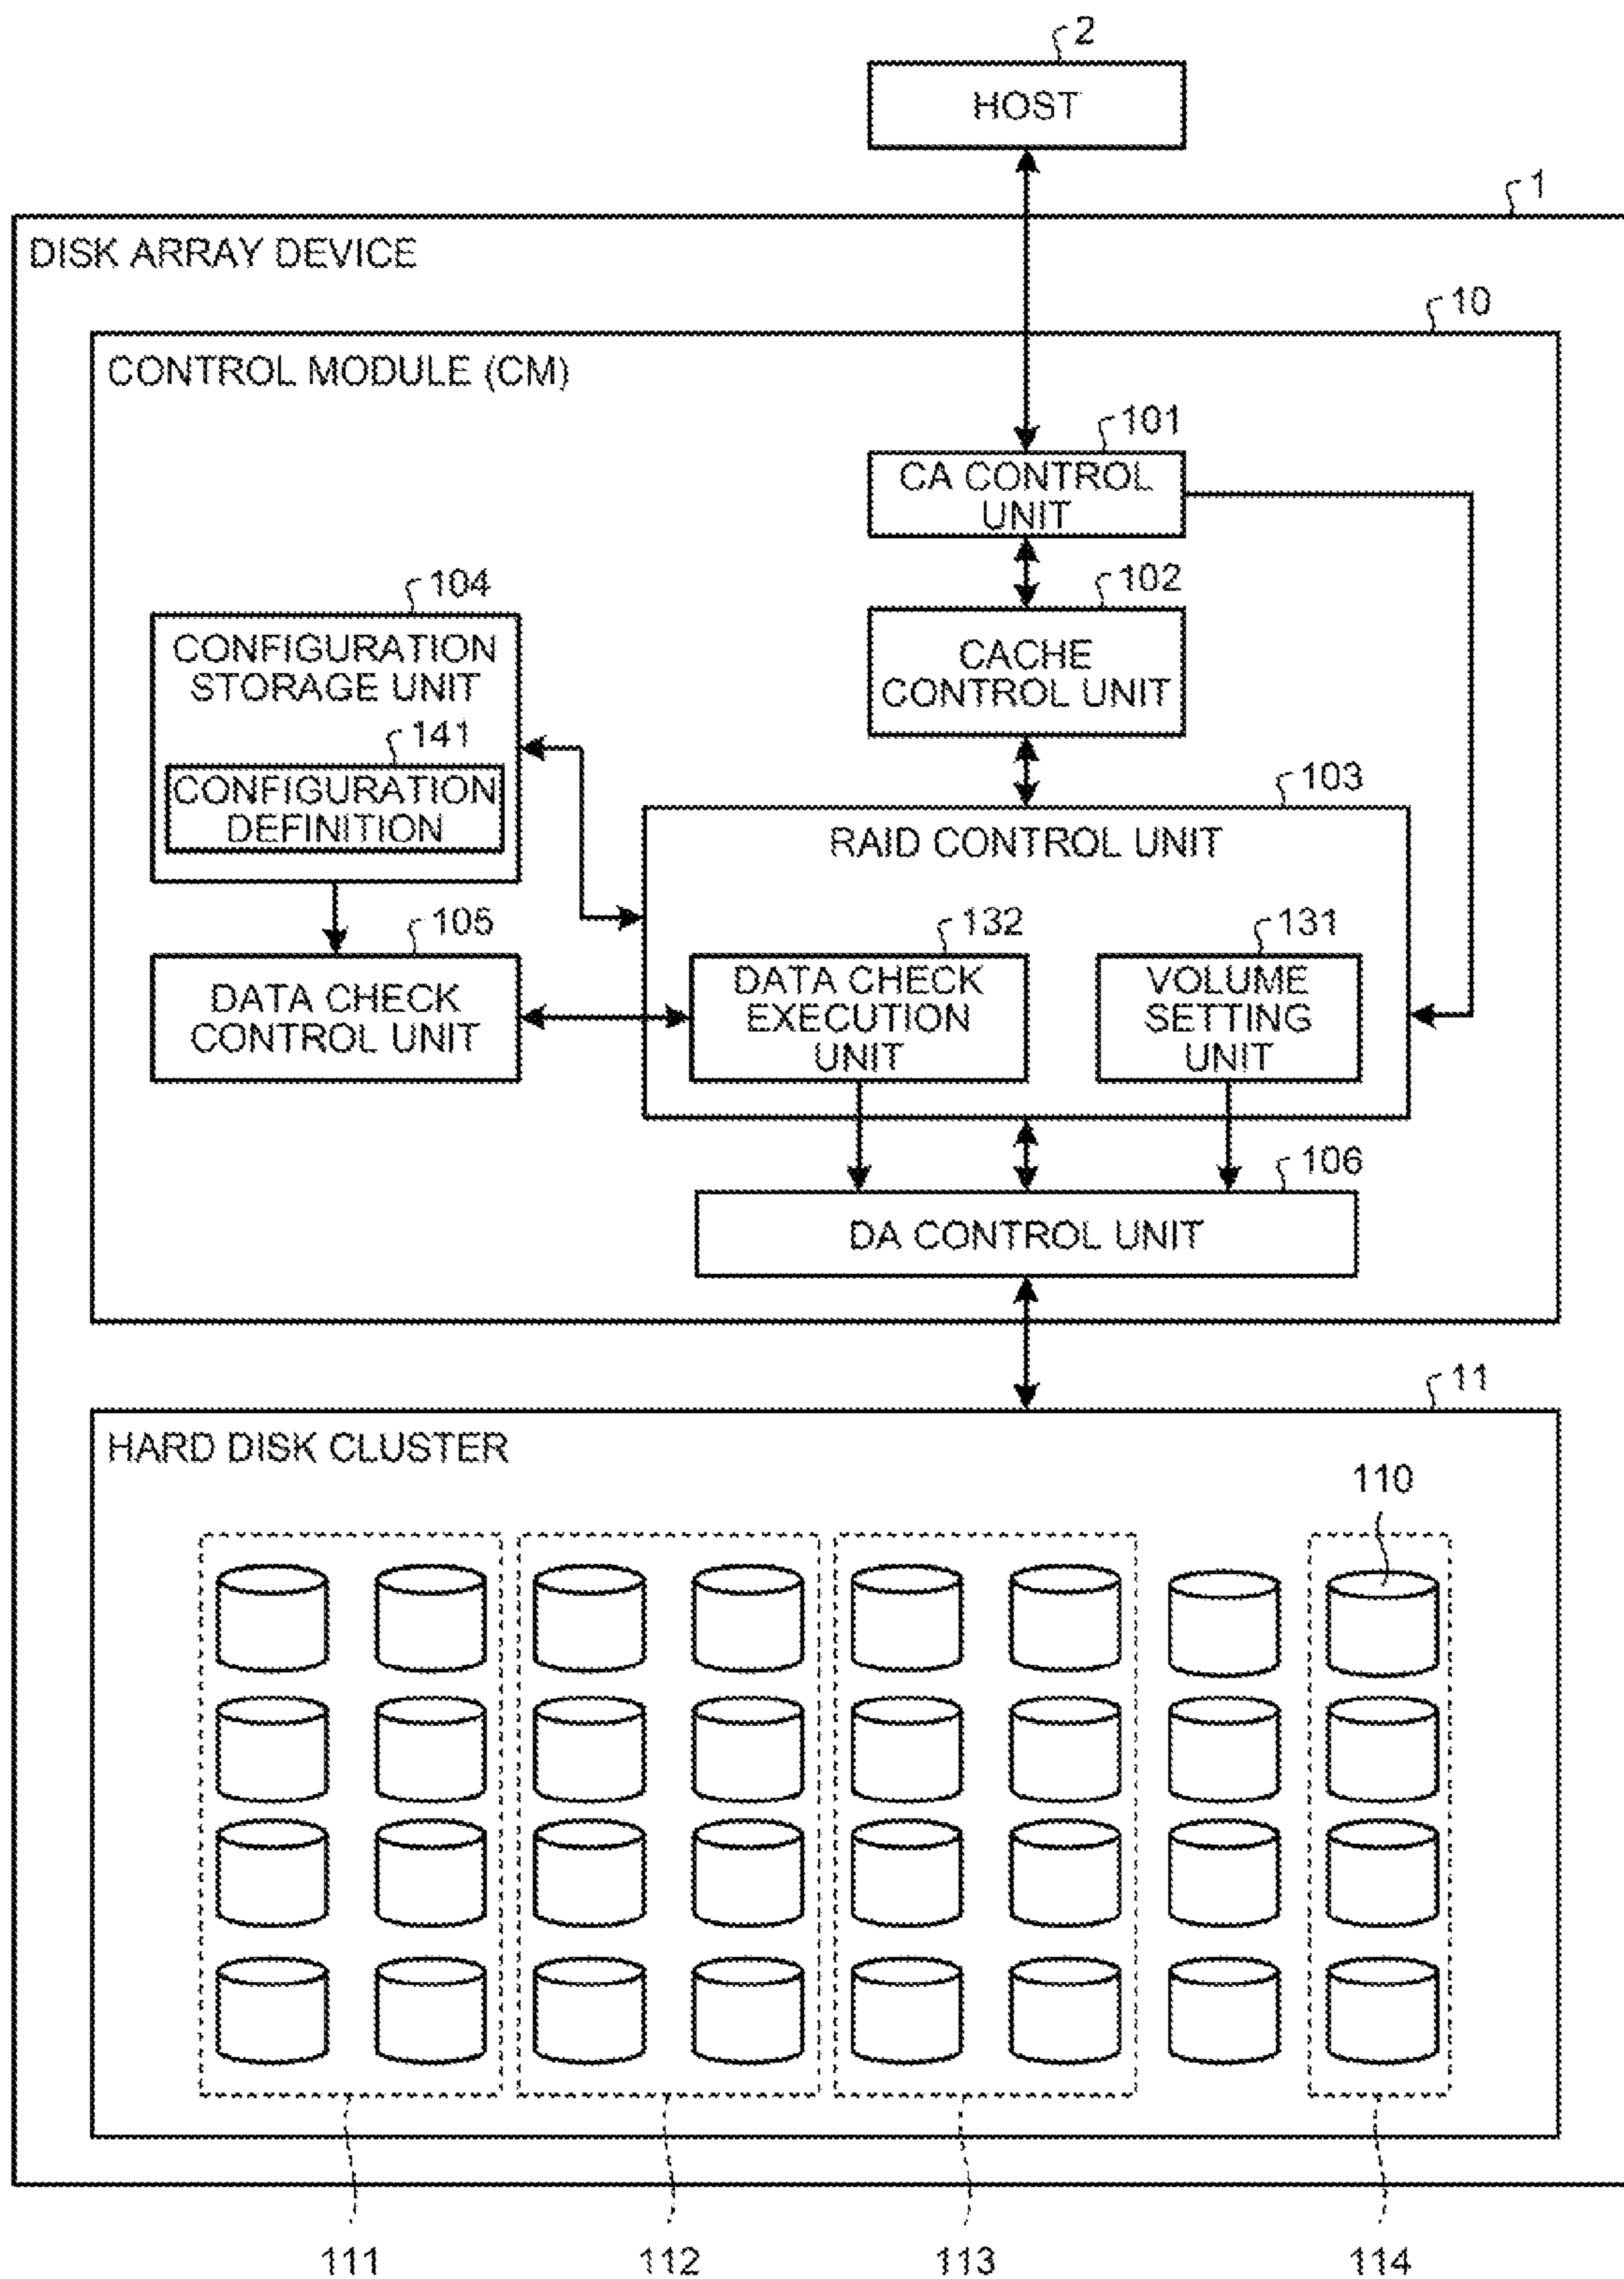 2
HOST
1
DISK ARRAY DEVICE
10
CONTROL MODULE (CM)
101
CA CONTROL
UNIT
102
CACHE
CONTROL UNIT
104
CONFIGURATION
STORAGE UNIT
141
CONFIGURATION
DEFINITION
103
RAID CONTROL UNIT
105
DATA CHECK
CONTROL UNIT
132
DATA CHECK
EXECUTION
UNIT
131
VOLUME
SETTING
UNIT
106
DA CONTROL UNIT
11
HARD DISK CLUSTER
110
111
112
113
114